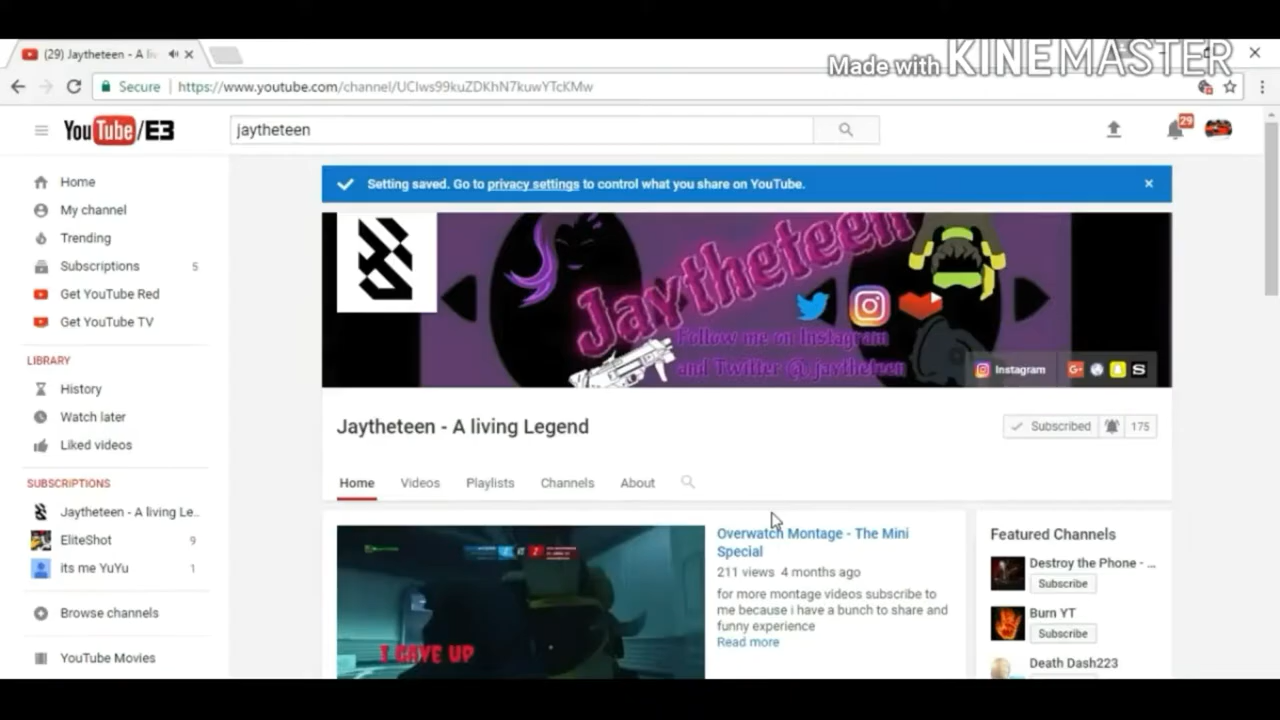 (29) Jaytheteen - A li
Made with KINEMASTER
Secure
https://www.youtube.com/channel/UCIws99kuZDKhN7kuwYTcKMw
YouTube/E3
jaytheteen
29
Home
My channel
Trending
Subscriptions 5
Get YouTube Red
Get YouTube TV
LIBRARY
History
Watch later
Liked videos
SUBSCRIPTIONS
Jaytheteen - A living Le..
EliteShot 9
its me YuYu 1
Browse channels
YouTube Movies
Setting saved. Go to privacy settings to control what you share on YouTube.
Jaytheteen
Follow me on Instagram
and Twitter @jaytheteen
Instagram
Jaytheteen - A living Legend
Subscribed 175
Home Videos Playlists Channels About
I GAVE UP
Overwatch Montage - The Mini
Special
211 views 4 months ago
for more montage videos subscribe to
me because i have a bunch to share and
funny experience
Read more
Featured Channels
Destroy the Phone - ...
Subscribe
Burn YT
Subscribe
Death Dash223